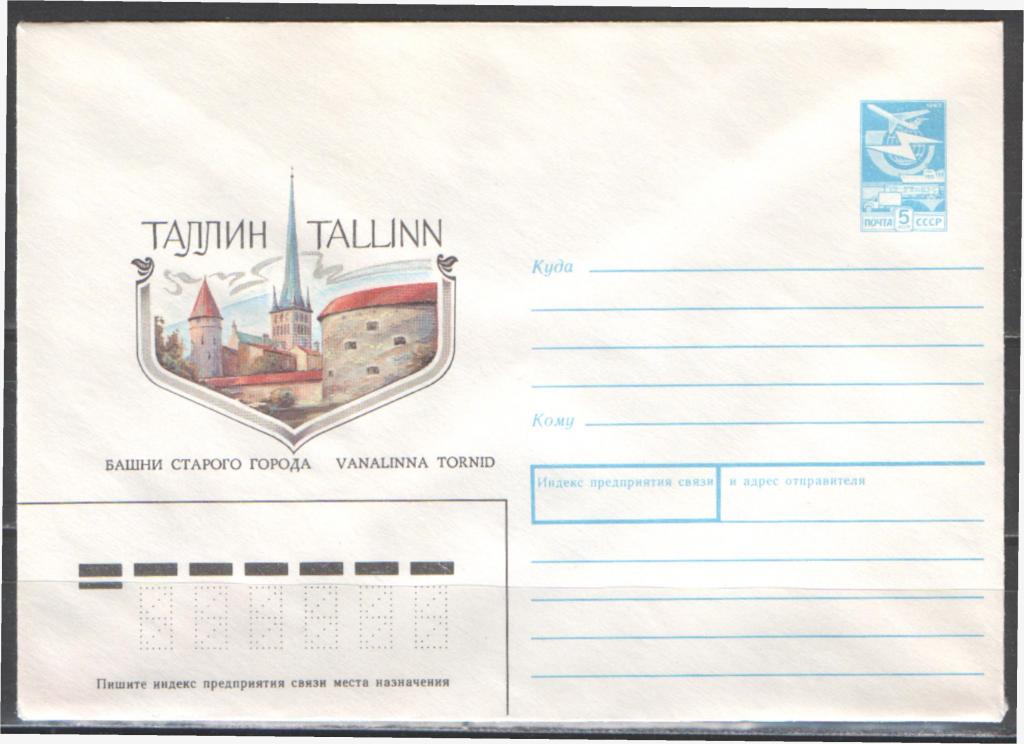 ТАЛЛИН TALLINN
БАШНИ СТАРОГО ГОРОДА VANALINNA TORNID
ПОЧТА 5 СССР
Куда
Кому
Индекс предприятия связи и адрес отправителя
Пишите индекс предприятия связи места назначения